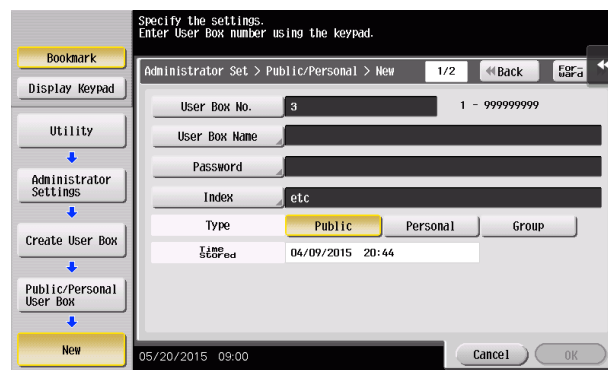 Specify the settings.
Enter User Box number using the keypad.
Bookmark
Display Keypad
Utility
Administrator
Settings
Create User Box
Public/Personal
User Box
New
Administrator Set > Public/Personal > New
1/2
Back
For-
ward
User Box No.
3
1 - 999999999
User Box Name
Password
Index
etc
Type
Public
Personal
Group
Time
Stored
04/09/2015 20:44
05/20/2015 09:00
Cancel
OK